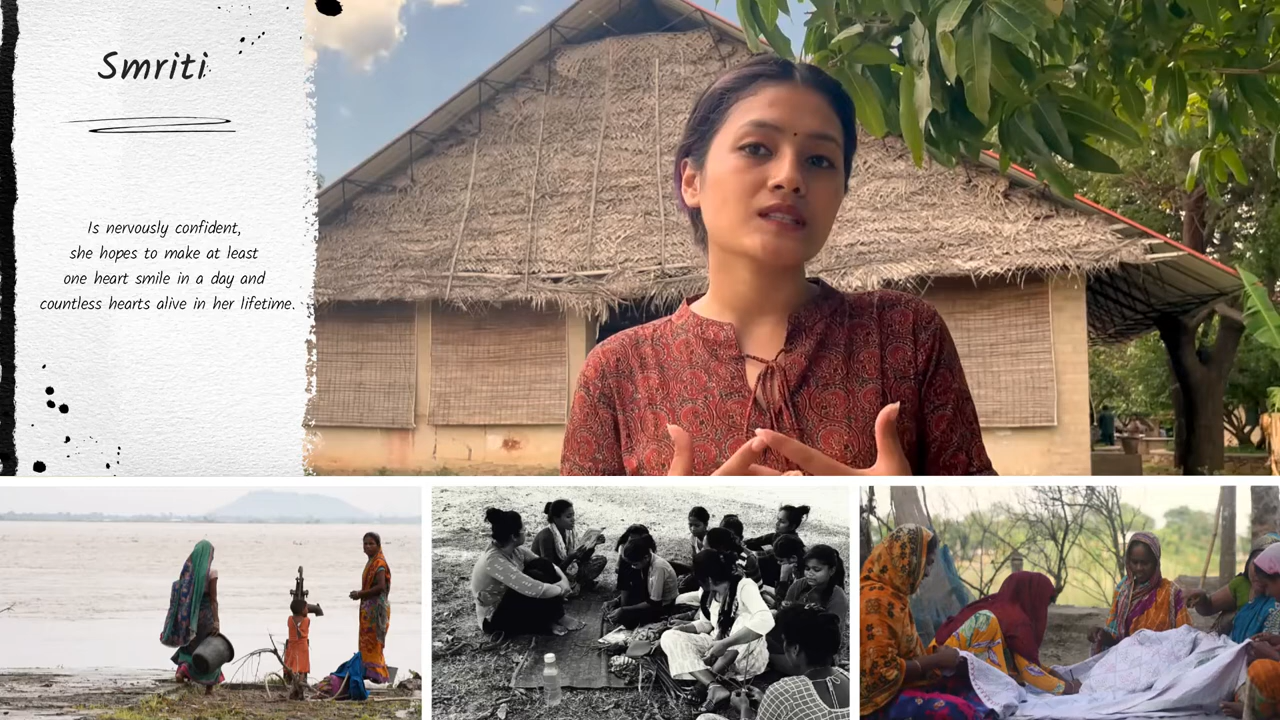 Smriti
Is nervously confident,
she hopes to make at least
one heart smile in a day and
countless hearts alive in her lifetime.